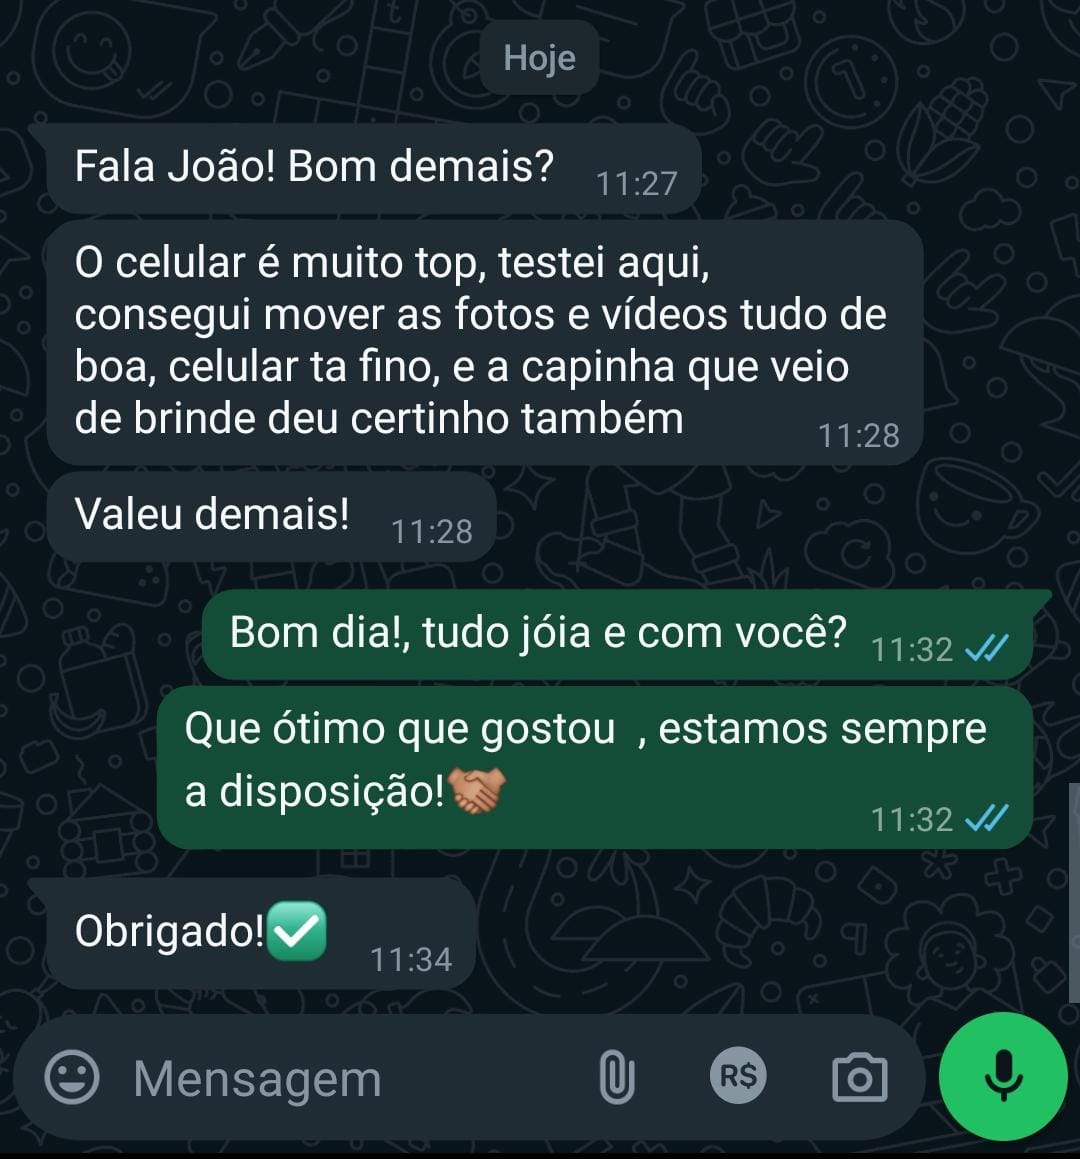 Hoje
Fala João! Bom demais? 11:27
O celular é muito top, testei aqui,
consegui mover as fotos e vídeos tudo de
boa, celular ta fino, e a capinha que veio
de brinde deu certinho também 11:28
Valeu demais! 11:28
Bom dia!, tudo jóia e com você? 11:32
Que ótimo que gostou  , estamos sempre
a disposição!🤝🏽
11:32
Obrigado!✅ 11:34
Mensagem R$